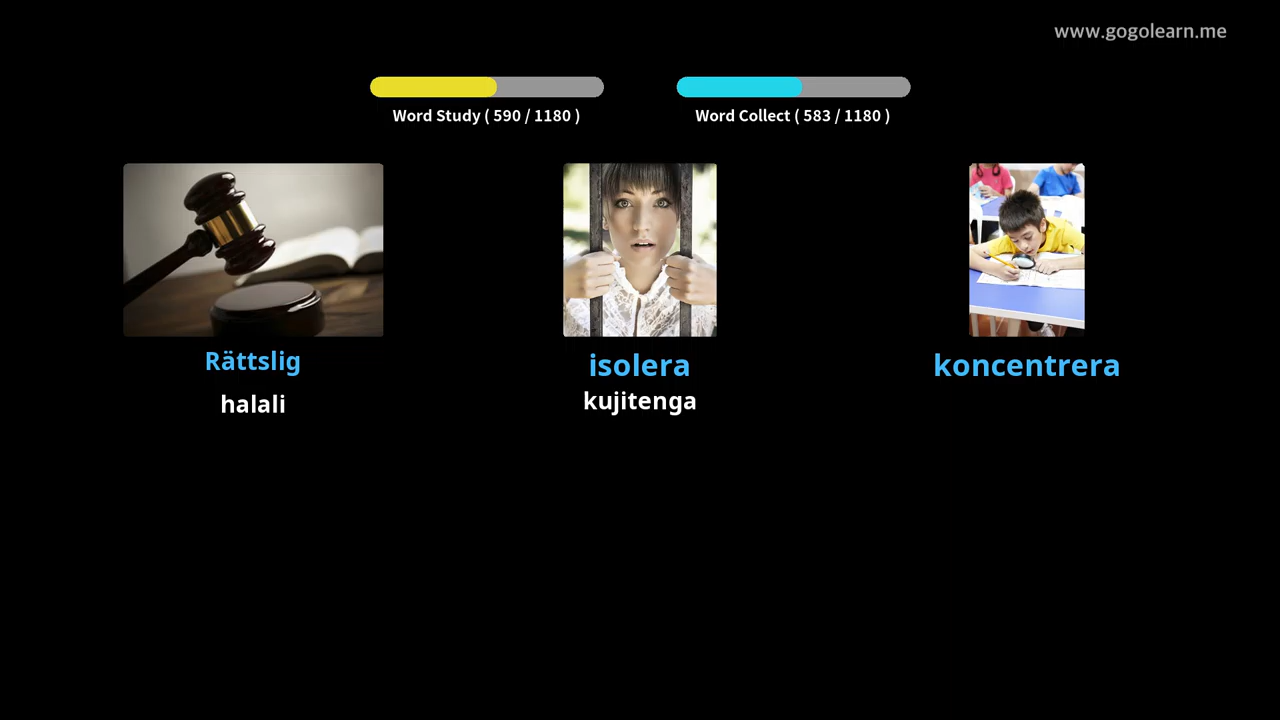 www.gogolearn.me
Word Study ( 590 / 1180 )
Word Collect ( 583 / 1180 )
Rättslig
halali
isolera
kujitenga
koncentrera